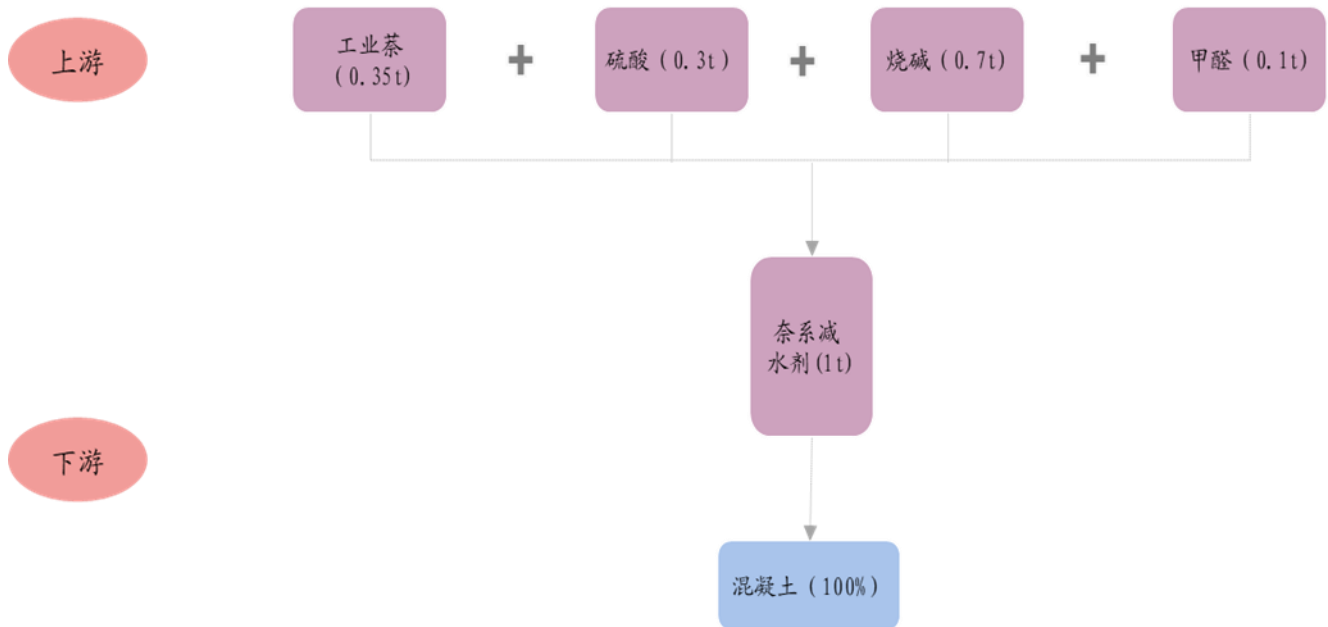 上游
工业萘
(0.35t)
硫酸(0.3t)
烧碱(0.7t)
甲醛(0.1t)
奈系减
水剂(1t)
下游
混凝土(100%)